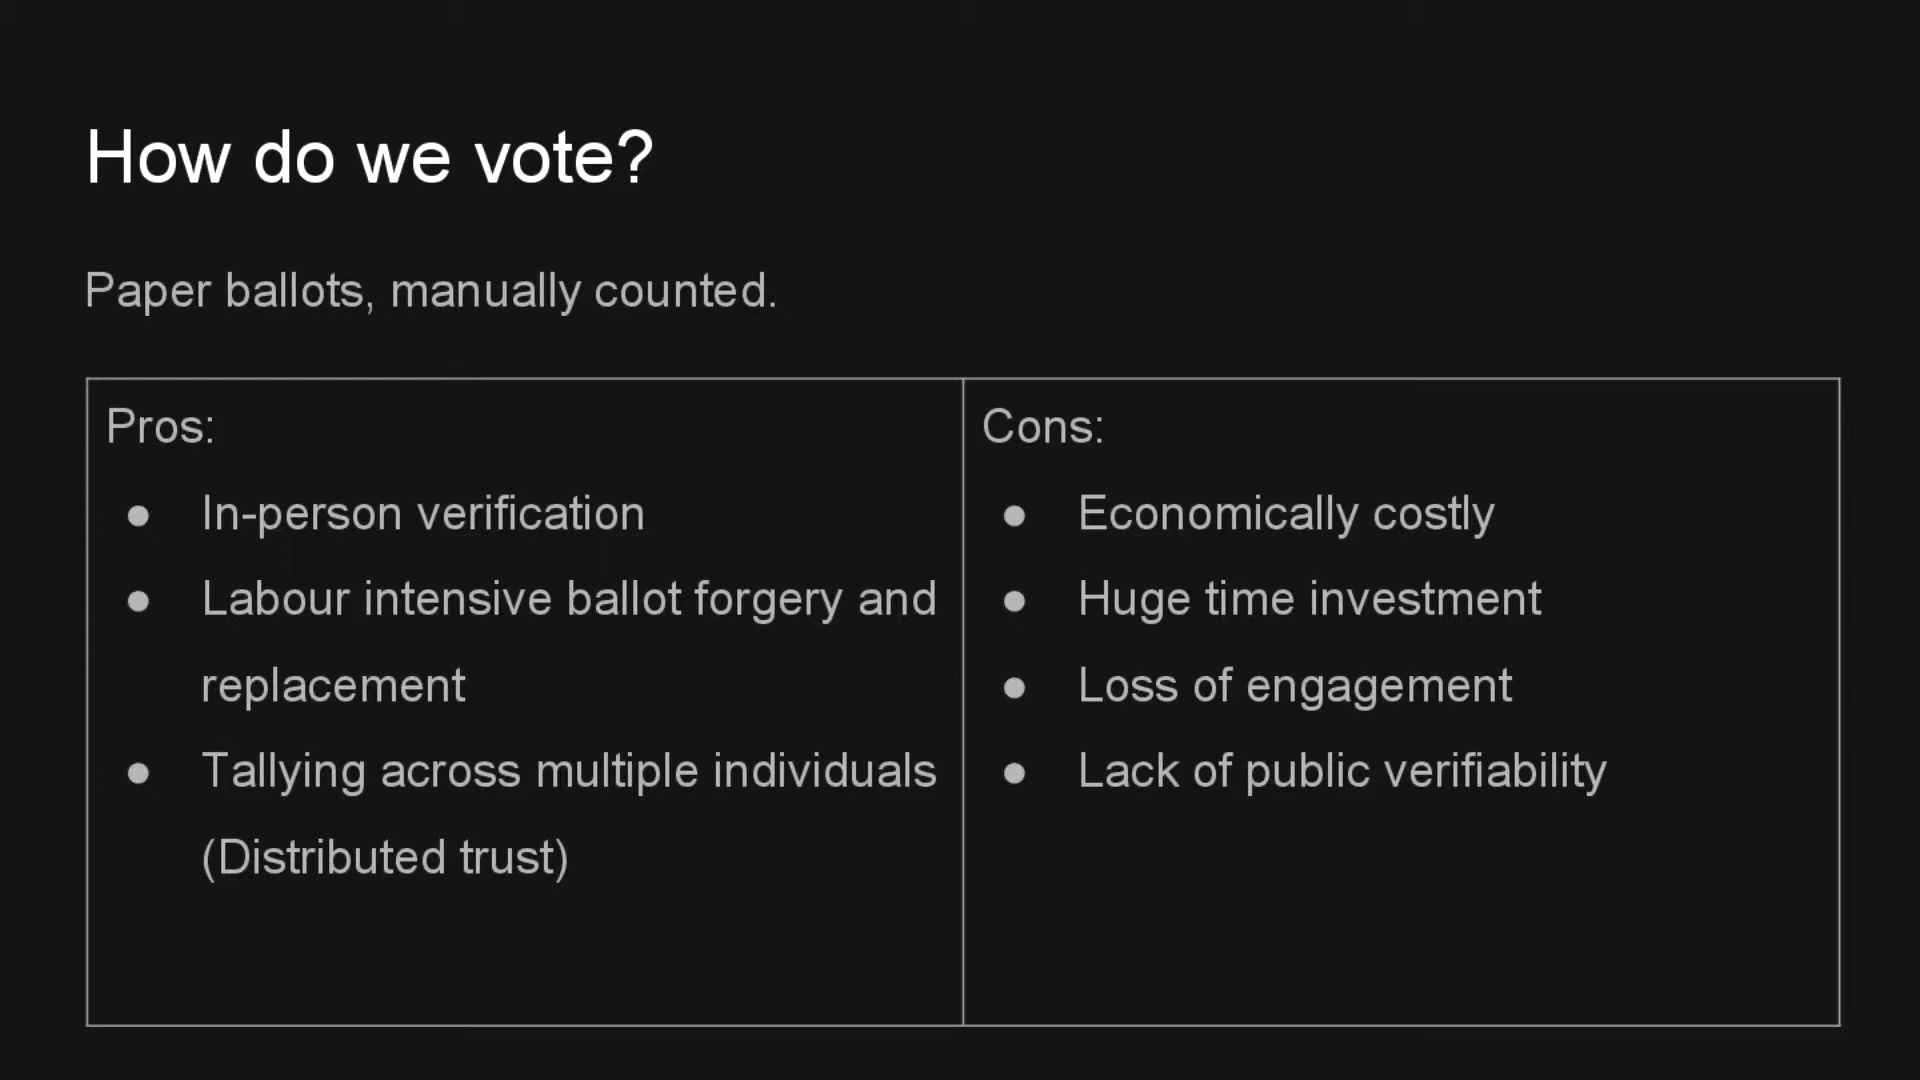 How do we vote?
Paper ballots, manually counted.
Pros:
● In-person verification
● Labour intensive ballot forgery and
replacement
● Tallying across multiple individuals
(Distributed trust)
Cons:
● Economically costly
● Huge time investment
● Loss of engagement
● Lack of public verifiability